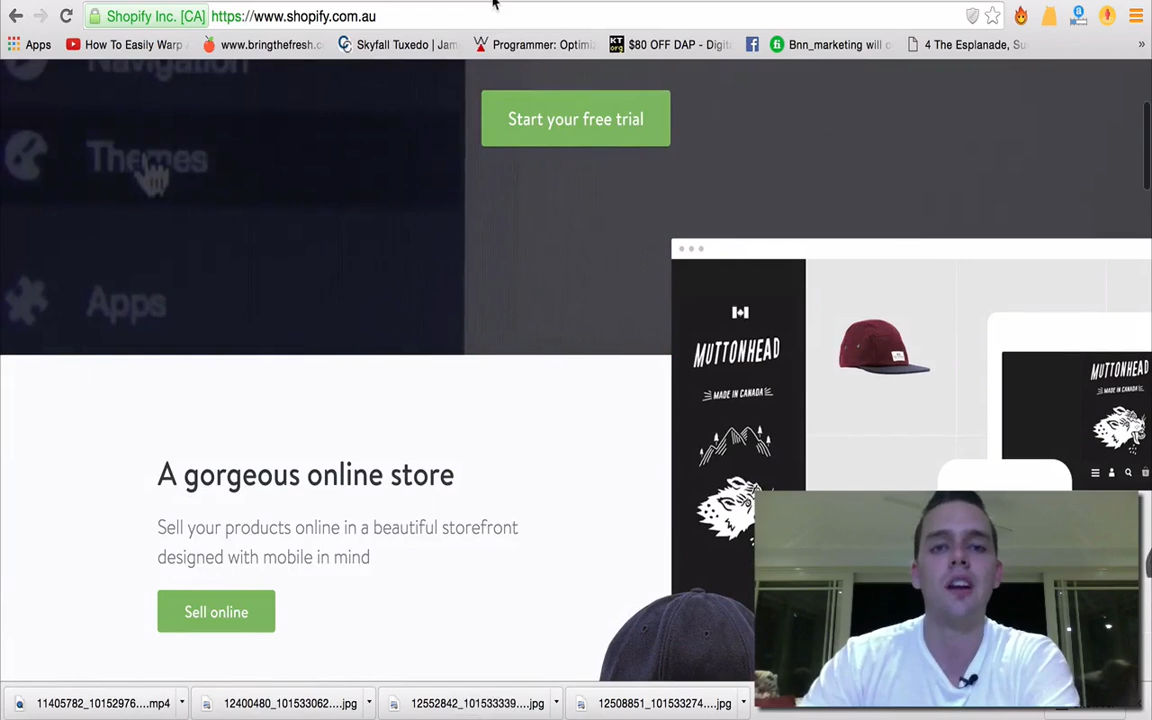 Shopify Inc. [CA] https://www.shopify.com.au
Apps How To Easily Warp www.bringthefresh.c Skyfall Tuxedo | Jam Programmer: Optimi KT org $80 OFF DAP - Digit Bnn_marketing will 4 The Esplanade, Su »
Navigation
Start your free trial
Themes
Apps
MUTTONHEAD
MADE IN CANADA
MUTTONHEAD
MADE IN CANADA
A gorgeous online store
Sell your products online in a beautiful storefront
designed with mobile in mind
Sell online
11405782_10152976....mp4 12400480_101533062....jpg 12552842_101533339....jpg 12508851_101533274....jpg